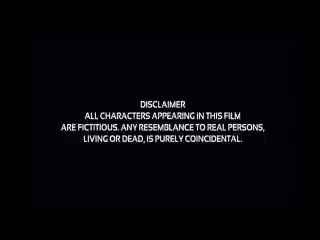 DISCLAIMER
ALL CHARACTERS APPEARING IN THIS FILM
ARE FICTITIOUS. ANY RESEMBLANCE TO REAL PERSONS,
LIVING OR DEAD, IS PURELY COINCIDENTAL.